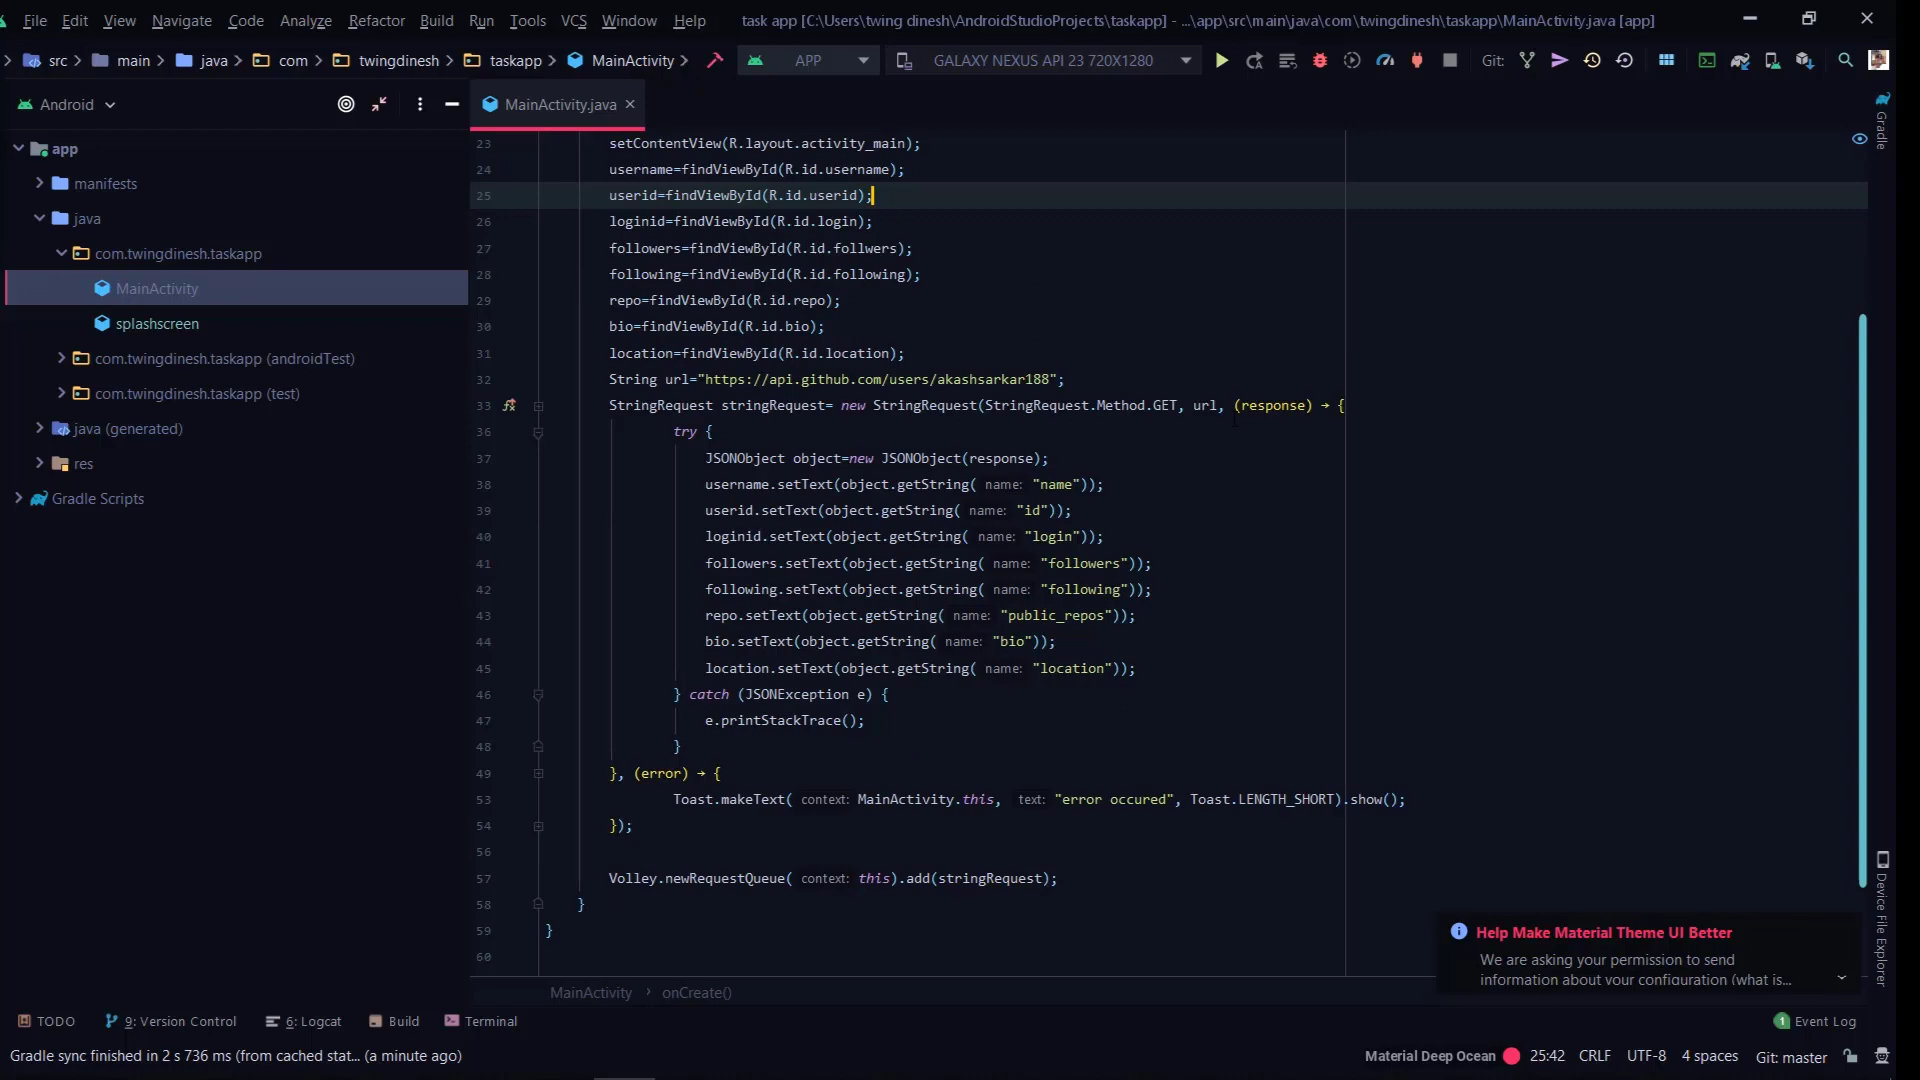 File Edit View Navigate Code Analyze Refactor Build Run Tools VCS Window Help task app [C:\Users\twing dinesh\AndroidStudioProjects\taskapp] - ...\app\src\main\java\com\twingdinesh\taskapp\MainActivity.java [app]
src main java com twingdinesh taskapp MainActivity APP GALAXY NEXUS API 23 720X1280 Git:
Android
MainActivity.java
app
manifests
java
com.twingdinesh.taskapp
MainActivity
splashscreen
com.twingdinesh.taskapp (androidTest)
com.twingdinesh.taskapp (test)
java (generated)
res
Gradle Scripts
23 setContentView(R.layout.activity_main);
24 username=findViewById(R.id.username);
25 userid=findViewById(R.id.userid);
26 loginid=findViewById(R.id.login);
27 followers=findViewById(R.id.follwers);
28 following=findViewById(R.id.following);
29 repo=findViewById(R.id.repo);
30 bio=findViewById(R.id.bio);
31 location=findViewById(R.id.location);
32 String url="https://api.github.com/users/akashsarkar188";
33 StringRequest stringRequest= new StringRequest(StringRequest.Method.GET, url, (response) → {
36 try {
37 JSONObject object=new JSONObject(response);
38 username.setText(object.getString( name: "name"));
39 userid.setText(object.getString( name: "id"));
40 loginid.setText(object.getString( name: "login"));
41 followers.setText(object.getString( name: "followers"));
42 following.setText(object.getString( name: "following"));
43 repo.setText(object.getString( name: "public_repos"));
44 bio.setText(object.getString( name: "bio"));
45 location.setText(object.getString( name: "location"));
46 } catch (JSONException e) {
47 e.printStackTrace();
48 }
49 }, (error) → {
53 Toast.makeText( context: MainActivity.this, text: "error occured", Toast.LENGTH_SHORT).show();
54 });
56
57 Volley.newRequestQueue( context: this).add(stringRequest);
58 }
59 }
60
MainActivity › onCreate()
Gradle
Device File Explorer
Help Make Material Theme UI Better
We are asking your permission to send
information about your configuration (what is...
TODO 9: Version Control 6: Logcat Build Terminal 1 Event Log
Gradle sync finished in 2 s 736 ms (from cached stat... (a minute ago) Material Deep Ocean 25:42 CRLF UTF-8 4 spaces Git: master